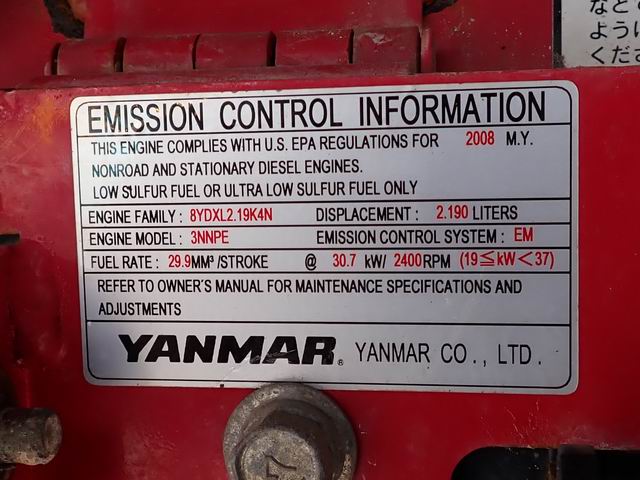 なとど
ように
くださ
EMISSION CONTROL INFORMATION
THIS ENGINE COMPLIES WITH U.S. EPA REGULATIONS FOR 2008 M.Y.
NONROAD AND STATIONARY DIESEL ENGINES.
LOW SULFUR FUEL OR ULTRA LOW SULFUR FUEL ONLY
ENGINE FAMILY : 8YDXL2.19K4N DISPLACEMENT : 2.190 LITERS
ENGINE MODEL : 3NNPE EMISSION CONTROL SYSTEM : EM
FUEL RATE : 29.9MM³ /STROKE @ 30.7 kW/ 2400RPM (19≦kW<37)
REFER TO OWNER'S MANUAL FOR MAINTENANCE SPECIFICATIONS AND
ADJUSTMENTS
YANMAR. YANMAR CO., LTD.